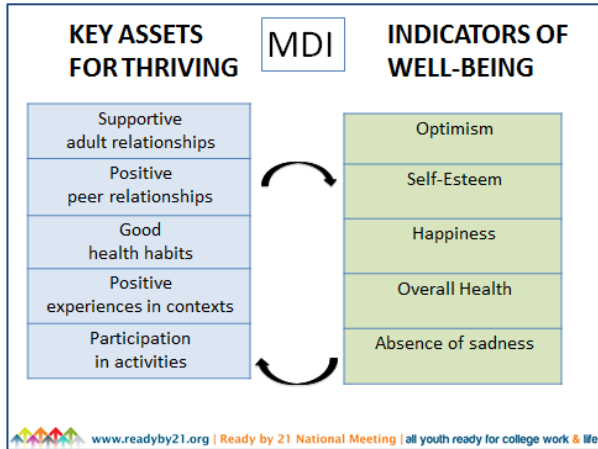 KEY ASSETS
FOR THRIVING
MDI
INDICATORS OF
WELL-BEING
Supportive
adult relationships
Positive
peer relationships
Good
health habits
Positive
experiences in contexts
Participation
in activities
Optimism
Self-Esteem
Happiness
Overall Health
Absence of sadness
www.readyby21.org | Ready by 21 National Meeting | all youth ready for college work & life